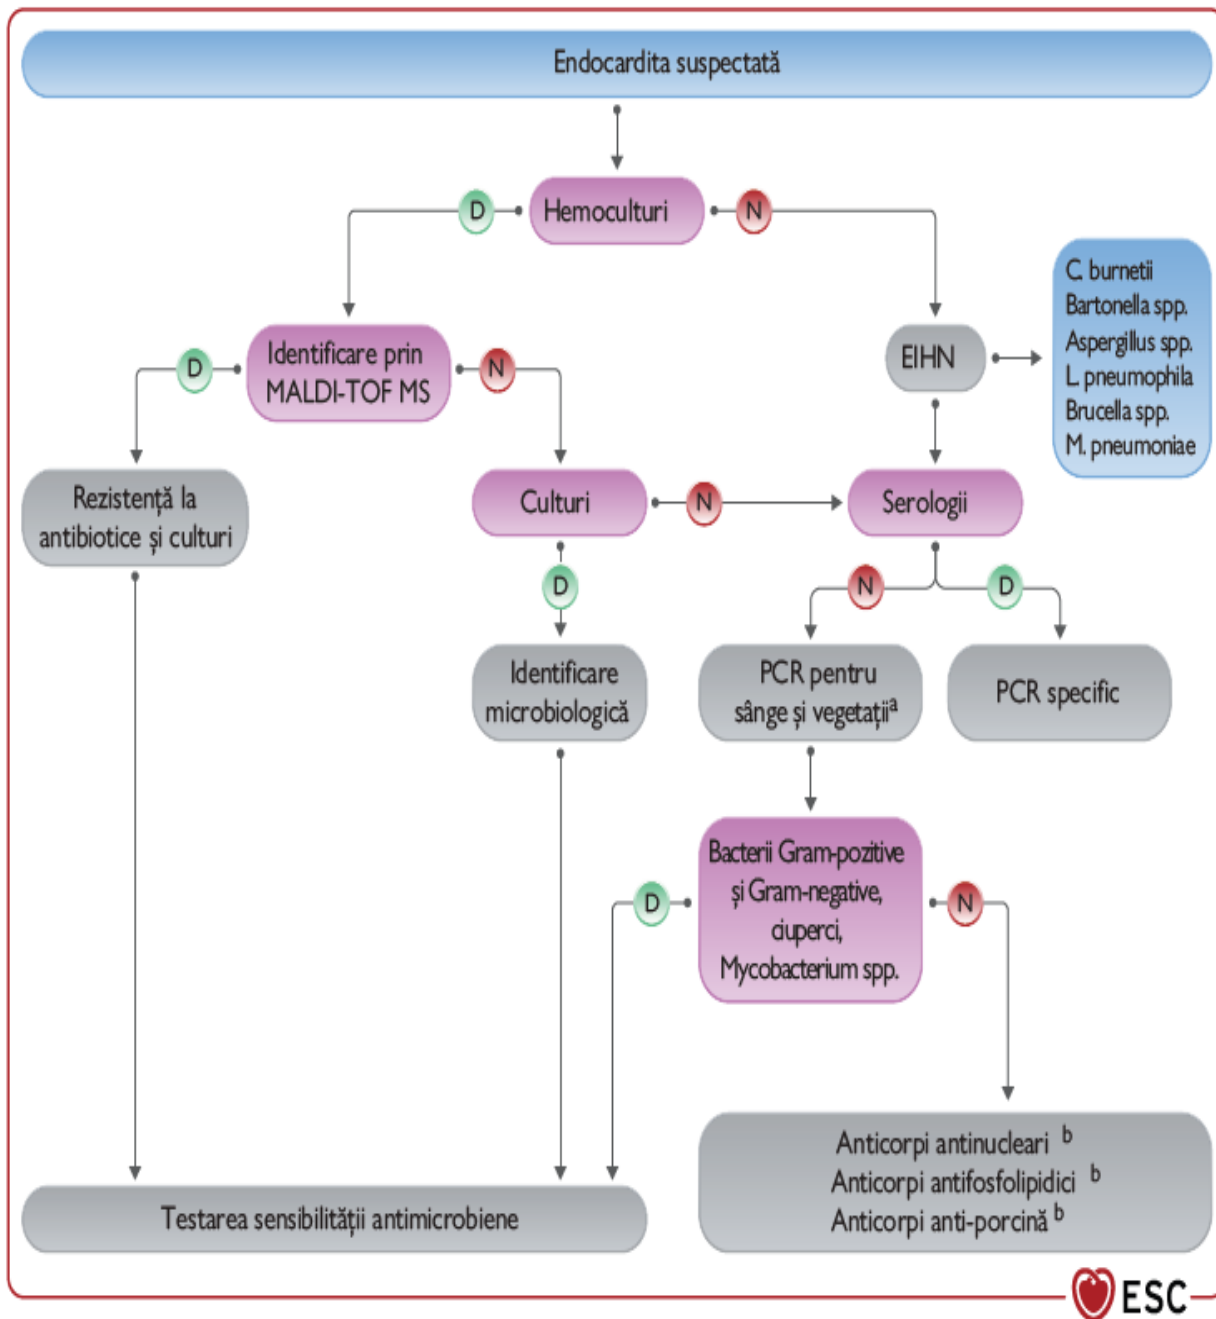 Endocardita suspectată
D
Hemoculturi
N
C. burnetii
Bartonella spp.
Aspergillus spp.
L. pneumophila
Brucella spp.
M. pneumoniae
D
Identificare prin
MALDI-TOF MS
N
EIHN
Rezistență la
antibiotice și culturi
Culturi
N
Serologii
D
N
D
Identificare
microbiologică
PCR pentru
sânge și vegetații a
PCR specific
Bacterii Gram-pozitive
și Gram-negative,
ciuperci,
Mycobacterium spp.
D
N
Anticorpi antinucleari b
Anticorpi antifosfolipidici b
Anticorpi anti-porcină b
Testarea sensibilității antimicrobiene
ESC